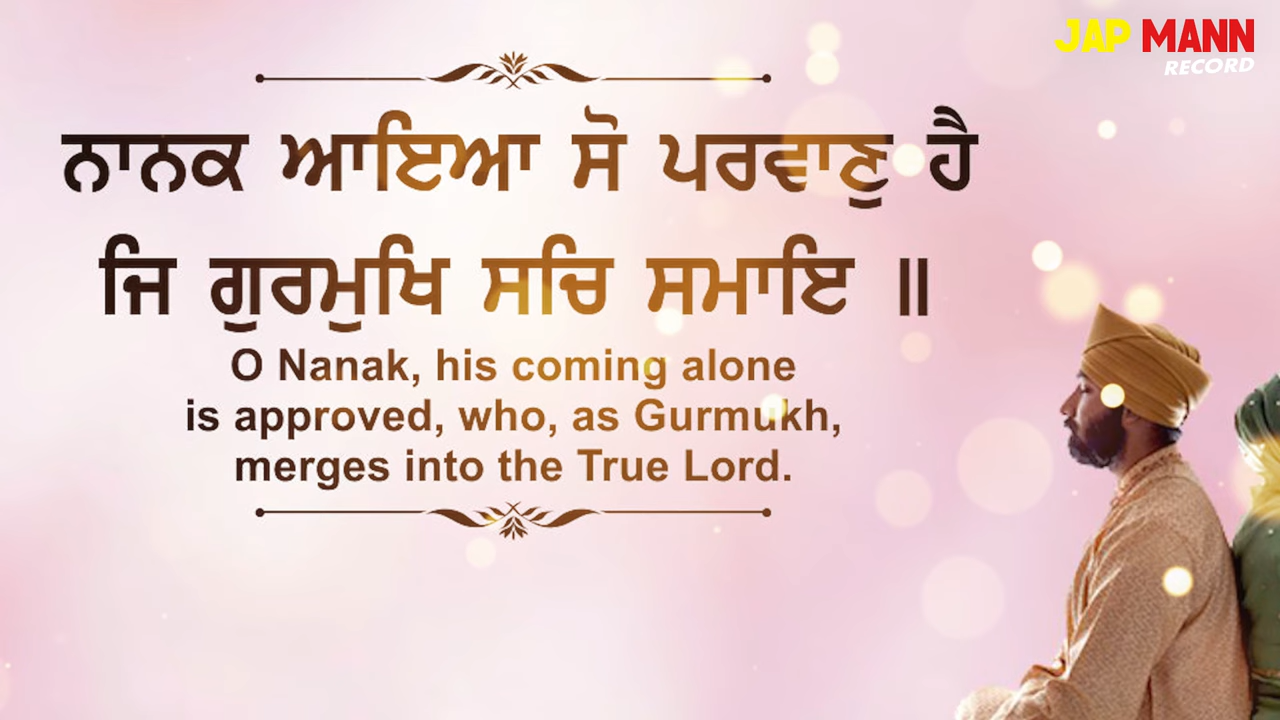 JAP MANN
RECORD
ਨਾਨਕ ਆਇਆ ਸੋ ਪਰਵਾਣੁ ਹੈ
ਜਿ ਗੁਰਮੁਖਿ ਸਚਿ ਸਮਾਇ ॥
O Nanak, his coming alone
is approved, who, as Gurmukh,
merges into the True Lord.